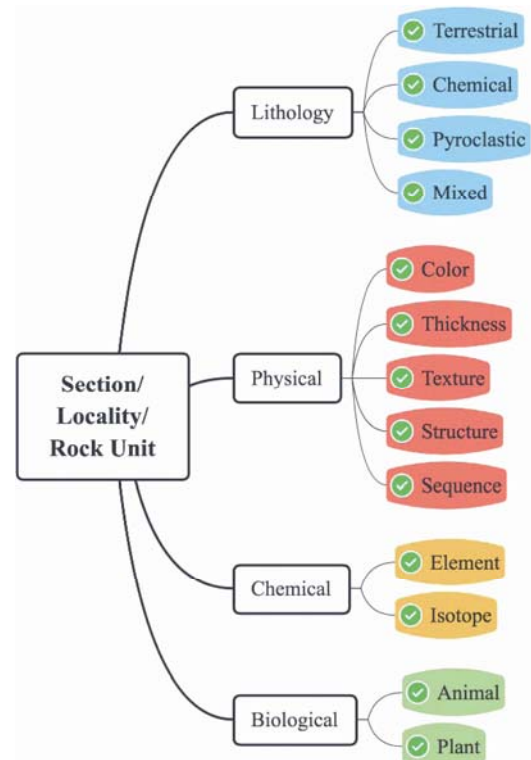 Section/
Locality/
Rock Unit
Lithology
Terrestrial
Chemical
Pyroclastic
Mixed
Physical
Color
Thickness
Texture
Structure
Sequence
Chemical
Element
Isotope
Biological
Animal
Plant